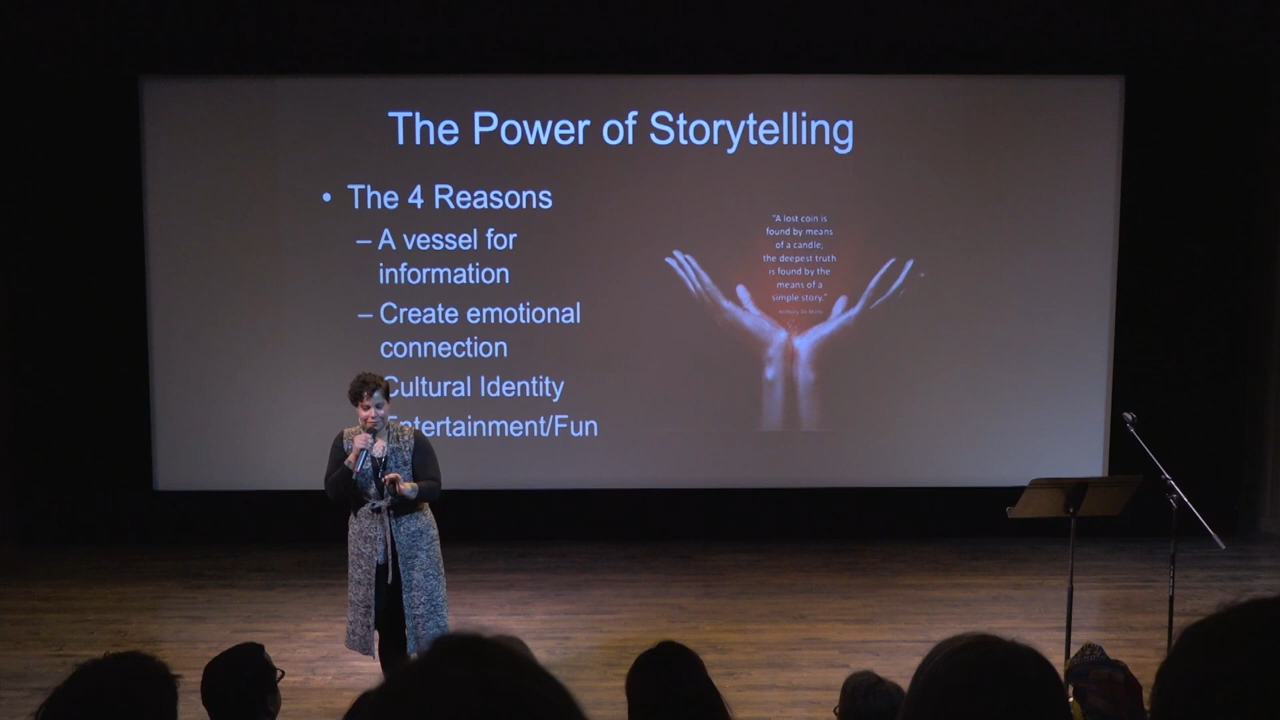 The Power of Storytelling
• The 4 Reasons
– A vessel for
information
– Create emotional
connection
Cultural Identity
Entertainment/Fun
"A lost coin is
found by means
of a candle;
the deepest truth
is found by the
means of a
simple story."